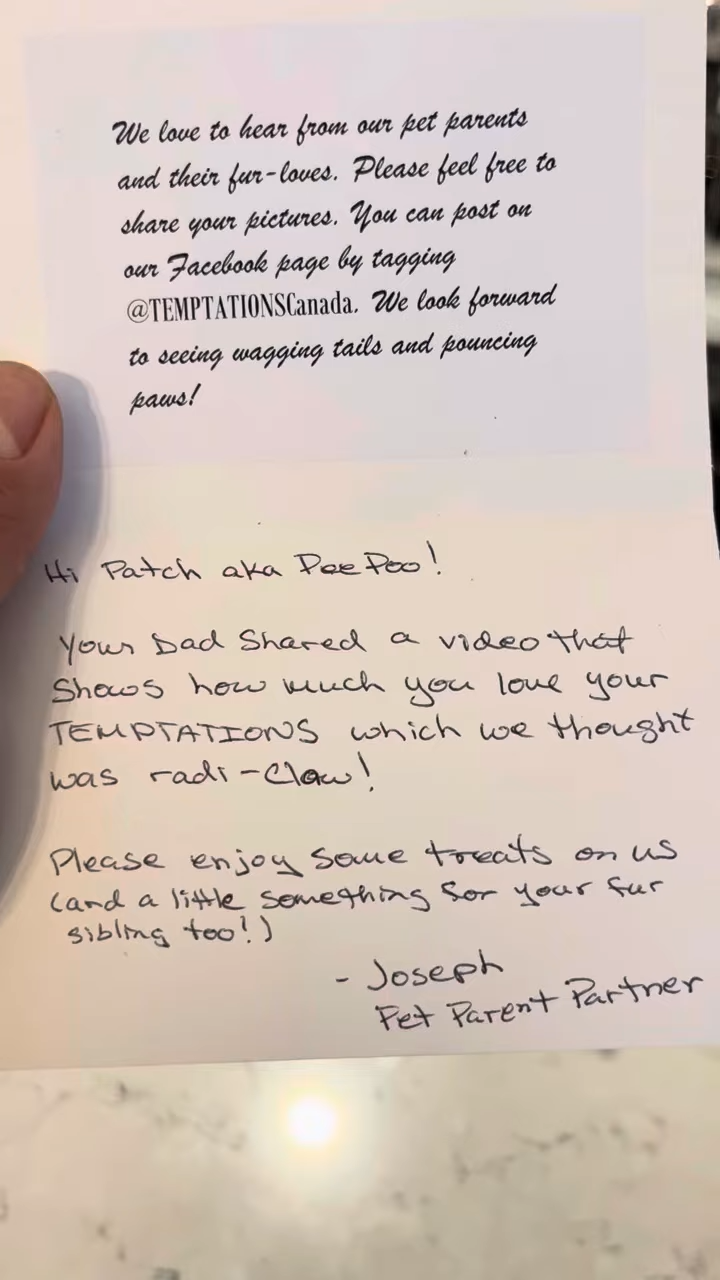 We love to hear from our pet parents
and their fur-loves. Please feel free to
share your pictures. You can post on
our Facebook page by tagging
@TEMPTATIONSCanada. We look forward
to seeing wagging tails and pouncing
paws!
Hi Patch aka PeePoo!
Your Dad Shared a video that
Shows how much you love your
TEMPTATIONS which we thought
was radi-Claw!
Please enjoy some treats on us
(and a little something for your fur
sibling too!)
- Joseph
Pet Parent Partner